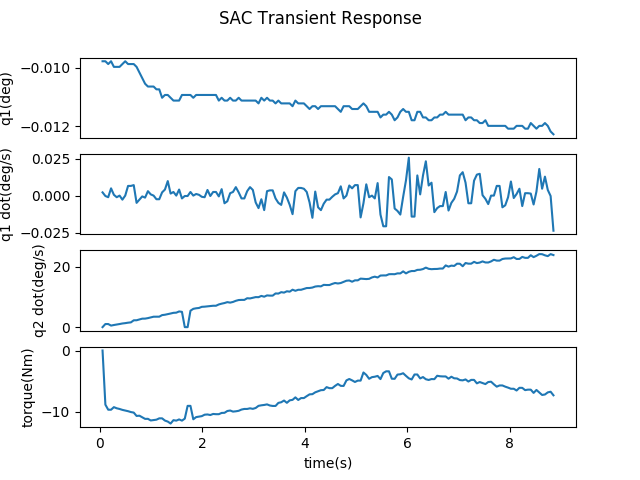 SAC Transient Response
q1(deg)
−0.010
−0.012
q1 dot(deg/s)
0.025
0.000
−0.025
q2 dot(deg/s)
20
0
torque(Nm)
0
−10
0 2 4 6 8
time(s)